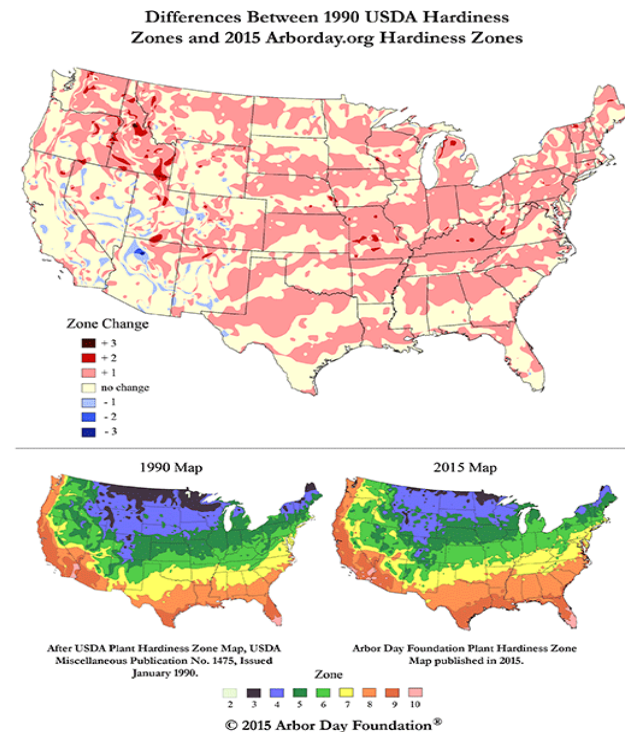 Differences Between 1990 USDA Hardiness
Zones and 2015 Arborday.org Hardiness Zones
Zone Change
+ 3
+ 2
+ 1
no change
- 1
- 2
- 3
1990 Map
2015 Map
After USDA Plant Hardiness Zone Map, USDA
Miscellaneous Publication No. 1475, Issued
January 1990.
Arbor Day Foundation Plant Hardiness Zone
Map published in 2015.
Zone
2 3 4 5 6 7 8 9 10
© 2015 Arbor Day Foundation®